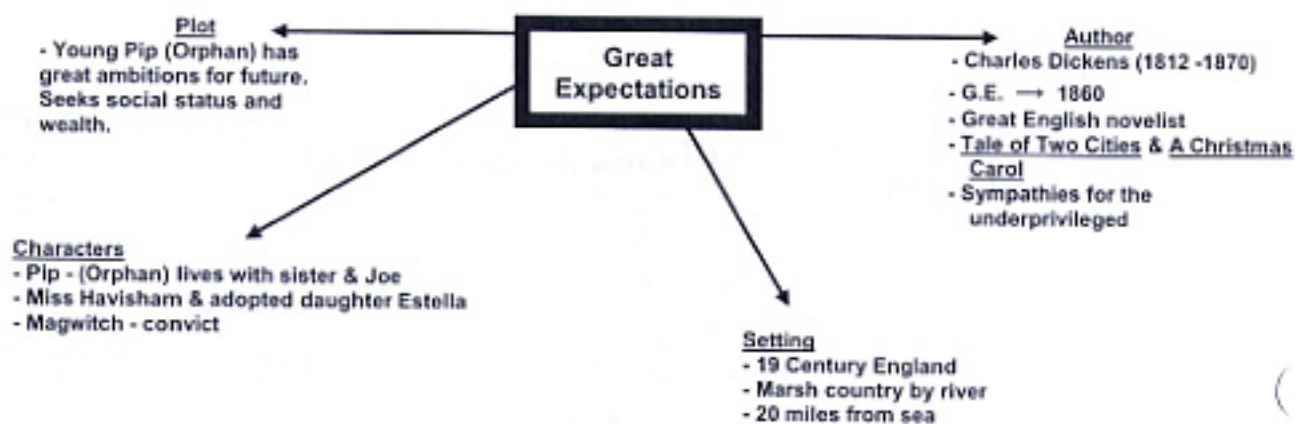 Great
Expectations
Plot
- Young Pip (Orphan) has
great ambitions for future.
Seeks social status and
wealth.
Author
- Charles Dickens (1812 -1870)
- G.E. → 1860
- Great English novelist
- Tale of Two Cities & A Christmas
Carol
- Sympathies for the
underprivileged
Characters
- Pip - (Orphan) lives with sister & Joe
- Miss Havisham & adopted daughter Estella
- Magwitch - convict
Setting
- 19 Century England
- Marsh country by river
- 20 miles from sea